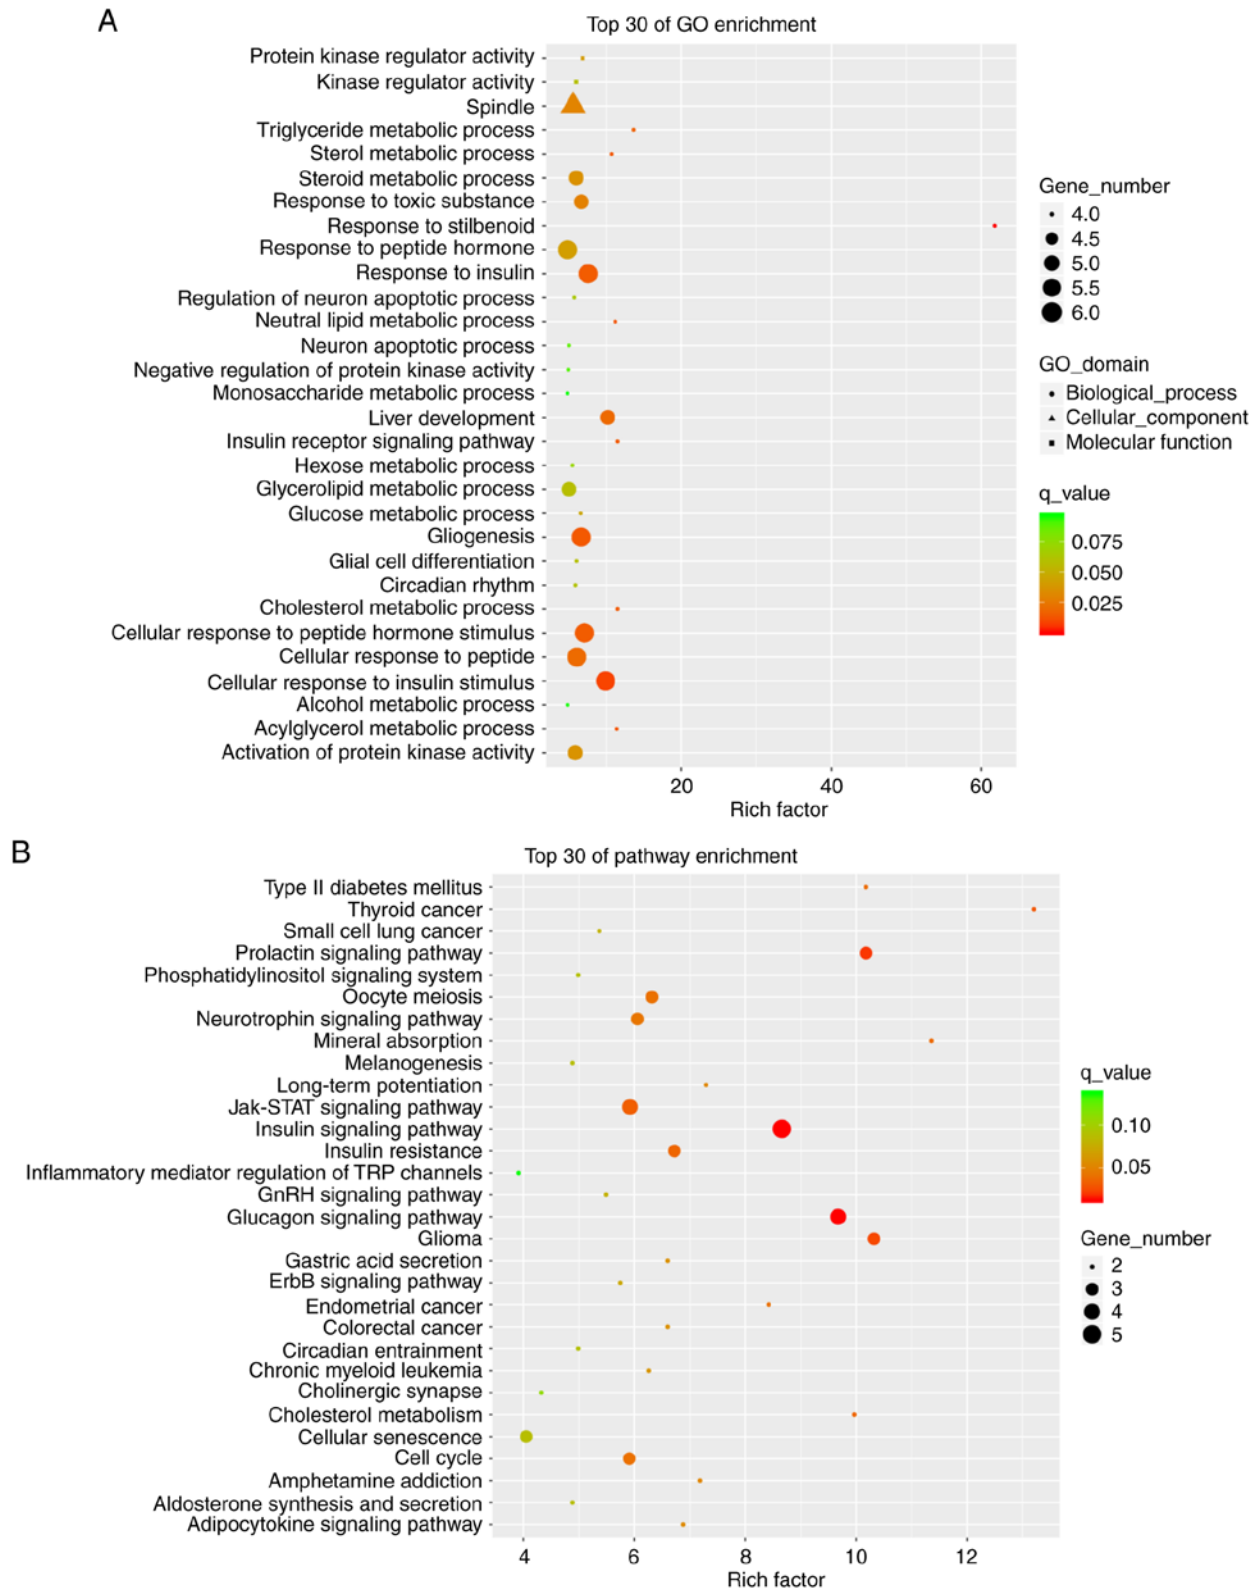 A
Top 30 of GO enrichment
Protein kinase regulator activity
Kinase regulator activity
Spindle
Triglyceride metabolic process
Sterol metabolic process
Steroid metabolic process
Response to toxic substance
Response to stilbenoid
Response to peptide hormone
Response to insulin
Regulation of neuron apoptotic process
Neutral lipid metabolic process
Neuron apoptotic process
Negative regulation of protein kinase activity
Monosaccharide metabolic process
Liver development
Insulin receptor signaling pathway
Hexose metabolic process
Glycerolipid metabolic process
Glucose metabolic process
Gliogenesis
Glial cell differentiation
Circadian rhythm
Cholesterol metabolic process
Cellular response to peptide hormone stimulus
Cellular response to peptide
Cellular response to insulin stimulus
Alcohol metabolic process
Acylglycerol metabolic process
Activation of protein kinase activity
20 40 60
Rich factor
Gene_number
4.0
4.5
5.0
5.5
6.0
GO_domain
Biological_process
Cellular_component
Molecular function
q_value
0.075
0.050
0.025
B
Top 30 of pathway enrichment
Type II diabetes mellitus
Thyroid cancer
Small cell lung cancer
Prolactin signaling pathway
Phosphatidylinositol signaling system
Oocyte meiosis
Neurotrophin signaling pathway
Mineral absorption
Melanogenesis
Long-term potentiation
Jak-STAT signaling pathway
Insulin signaling pathway
Insulin resistance
Inflammatory mediator regulation of TRP channels
GnRH signaling pathway
Glucagon signaling pathway
Glioma
Gastric acid secretion
ErbB signaling pathway
Endometrial cancer
Colorectal cancer
Circadian entrainment
Chronic myeloid leukemia
Cholinergic synapse
Cholesterol metabolism
Cellular senescence
Cell cycle
Amphetamine addiction
Aldosterone synthesis and secretion
Adipocytokine signaling pathway
4 6 8 10 12
Rich factor
q_value
0.10
0.05
Gene_number
2
3
4
5